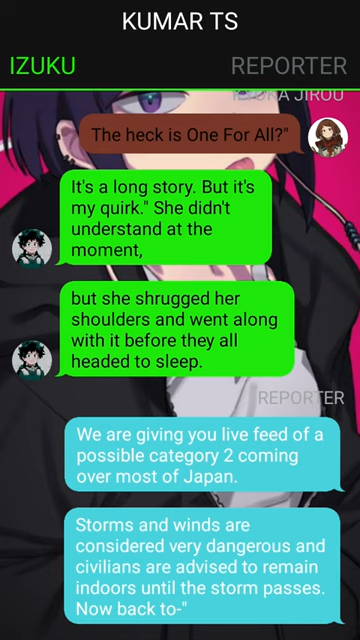 KUMAR TS
IZUKU REPORTER
JIROU
The heck is One For All?"
It's a long story. But it's
my quirk." She didn't
understand at the
moment,
but she shrugged her
shoulders and went along
with it before they all
headed to sleep.
REPORTER
We are giving you live feed of a
possible category 2 coming
over most of Japan.
Storms and winds are
considered very dangerous and
civilians are advised to remain
indoors until the storm passes.
Now back to-"